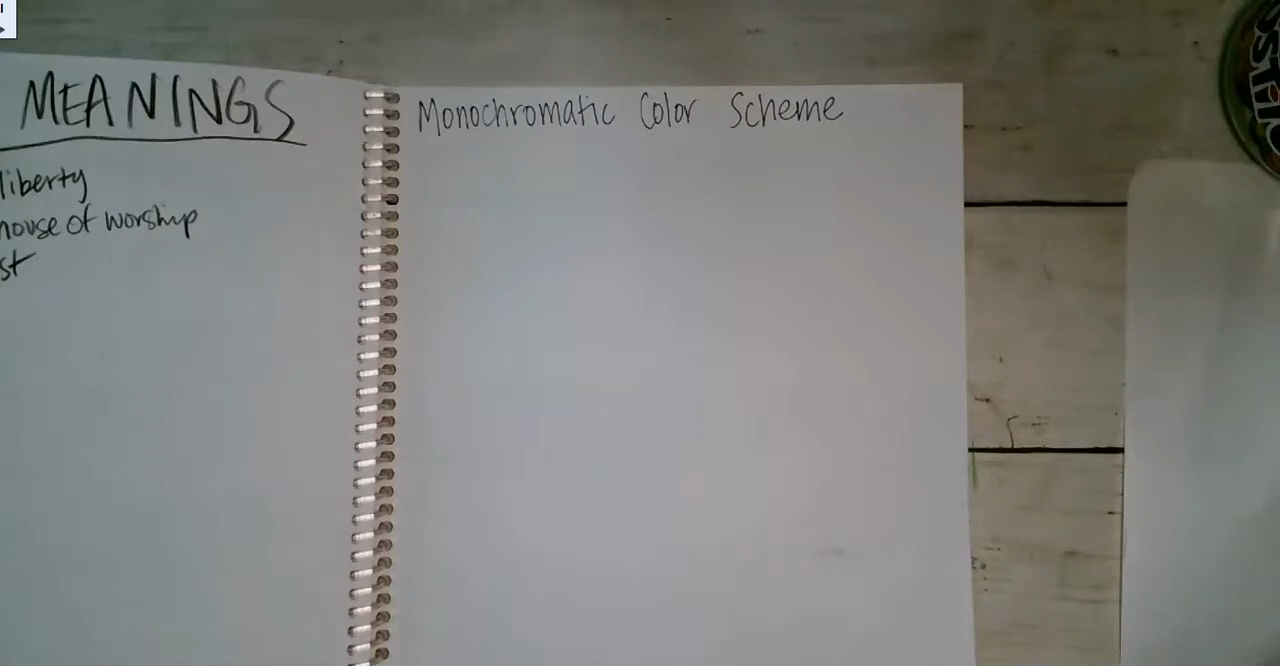 MEANINGS
liberty
house of worship
st
Monochromatic Color Scheme